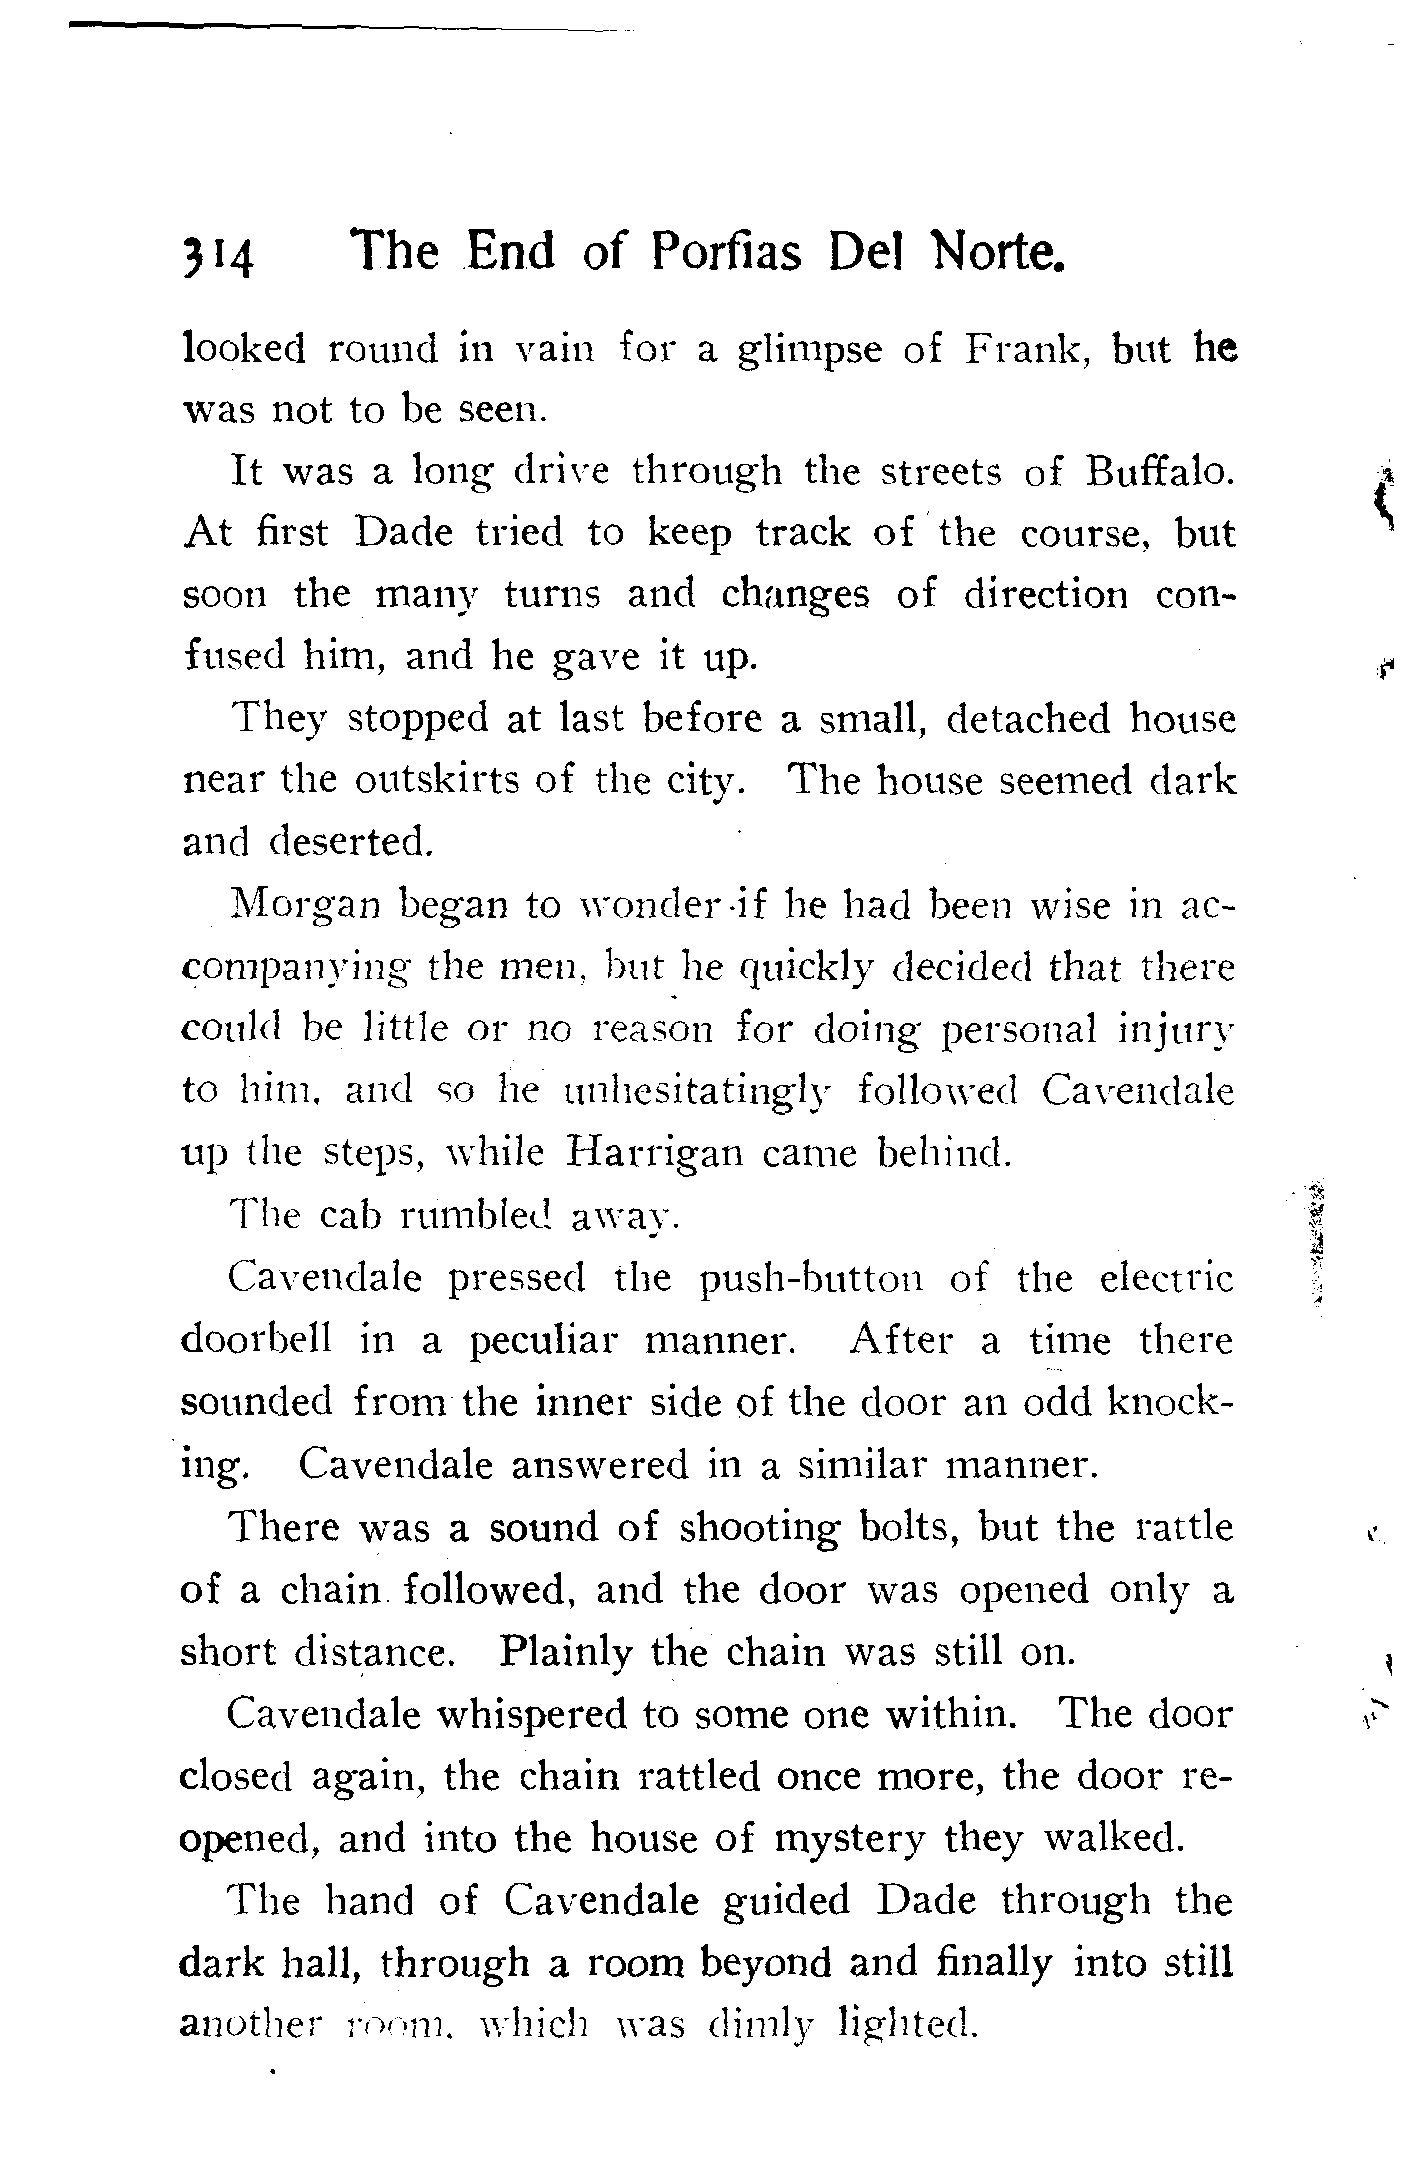 314 The End of Porfias Del Norte.
looked round in vain for a glimpse of Frank, but he
was not to be seen.
It was a long drive through the streets of Buffalo.
At first Dade tried to keep track of the course, but
soon the many turns and changes of direction con-
fused him, and he gave it up.
They stopped at last before a small, detached house
near the outskirts of the city. The house seemed dark
and deserted.
Morgan began to wonder if he had been wise in ac-
companying the men, but he quickly decided that there
could be little or no reason for doing personal injury
to him, and so he unhesitatingly followed Cavendale
up the steps, while Harrigan came behind.
The cab rumbled away.
Cavendale pressed the push-button of the electric
doorbell in a peculiar manner. After a time there
sounded from the inner side of the door an odd knock-
ing. Cavendale answered in a similar manner.
There was a sound of shooting bolts, but the rattle
of a chain followed, and the door was opened only a
short distance. Plainly the chain was still on.
Cavendale whispered to some one within. The door
closed again, the chain rattled once more, the door re-
opened, and into the house of mystery they walked.
The hand of Cavendale guided Dade through the
dark hall, through a room beyond and finally into still
another room, which was dimly lighted.